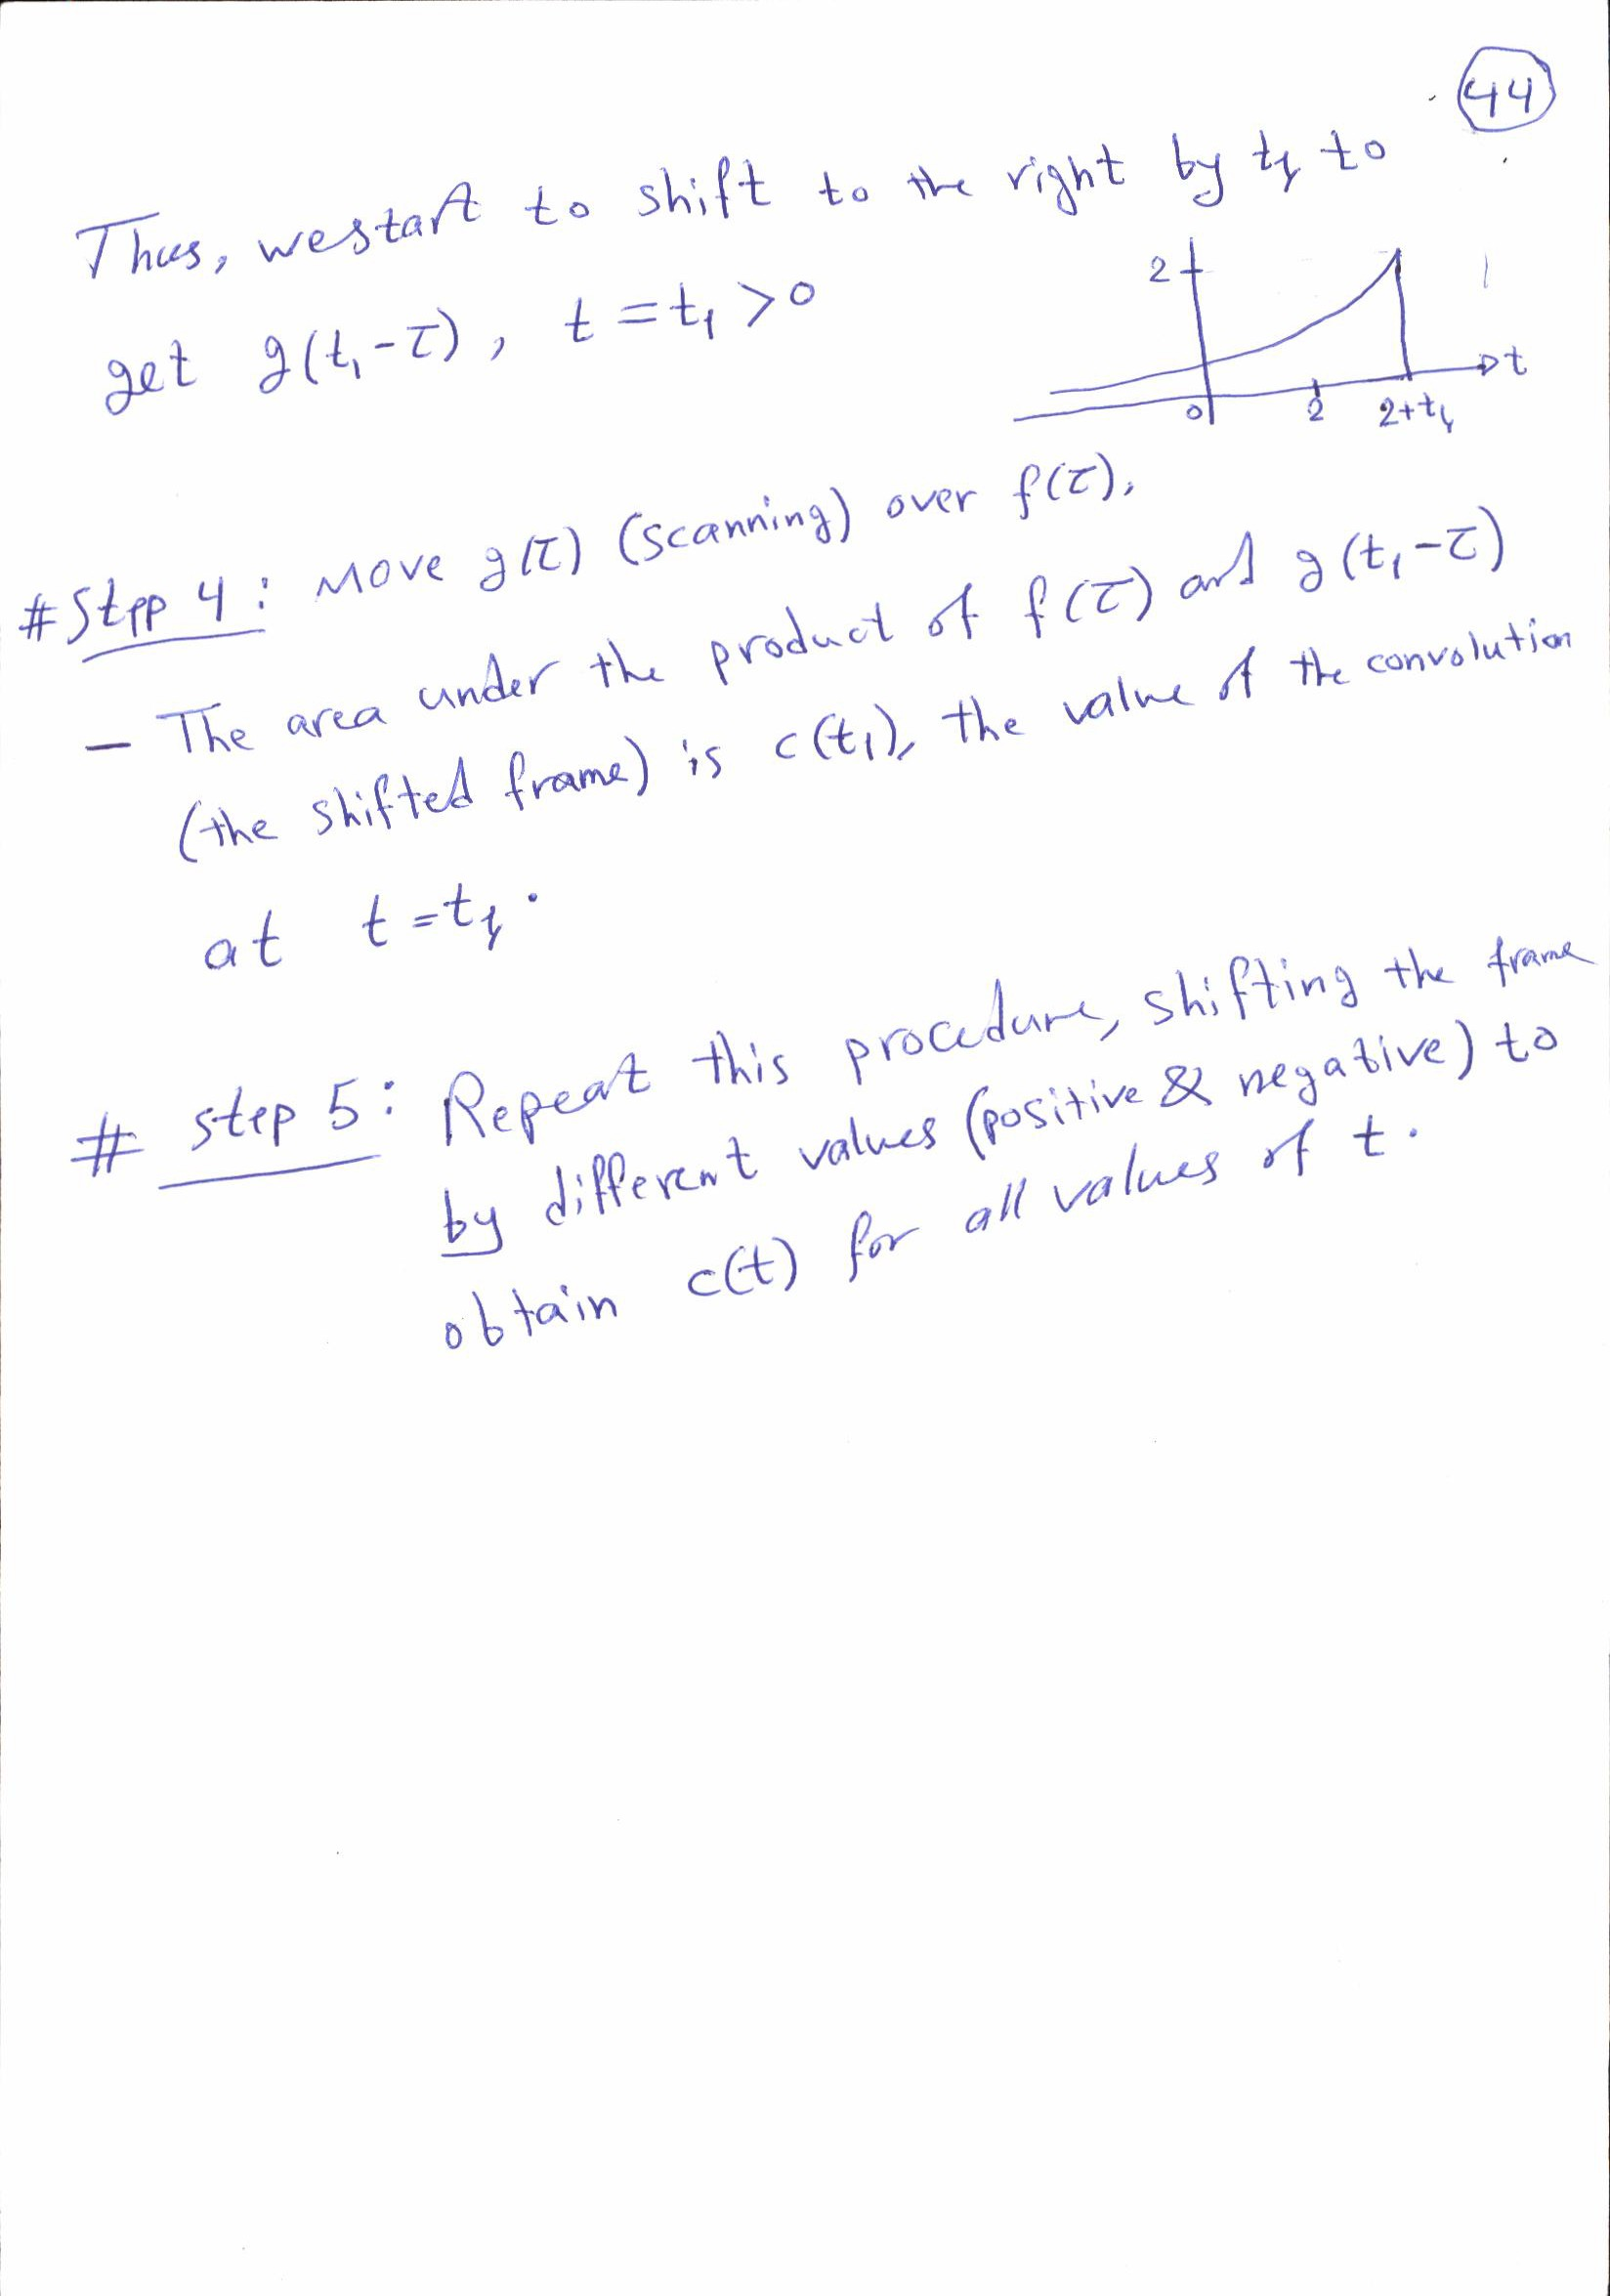 44
Thus, we start to shift to the right by t₁ to
get g(t₁-τ), t = t₁ >0
2
t
0 2 2+t₁
# Step 4: Move g(τ) (scanning) over f(τ).
— The area under the product of f(τ) and g(t₁-τ)
(the shifted frame) is c(t₁), the value of the convolution
at t=t₁.
# step 5: Repeat this procedure, shifting the frame
by different values (positive & negative) to
obtain c(t) for all values of t.